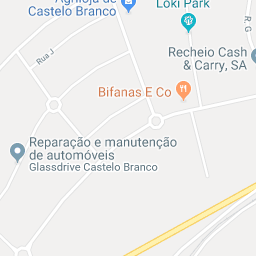 Agriloja de
Castelo Branco
Loki Park
Rua J
Recheio Cash
& Carry, SA
R. G
Bifanas E Co
Reparação e manutenção
de automóveis
Glassdrive Castelo Branco